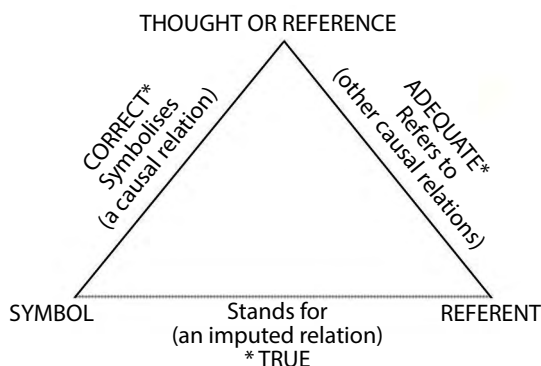 THOUGHT OR REFERENCE
CORRECT*
Symbolises
(a causal relation)
ADEQUATE*
Refers to
(other causal relations)
SYMBOL
Stands for
(an imputed relation)
* TRUE
REFERENT